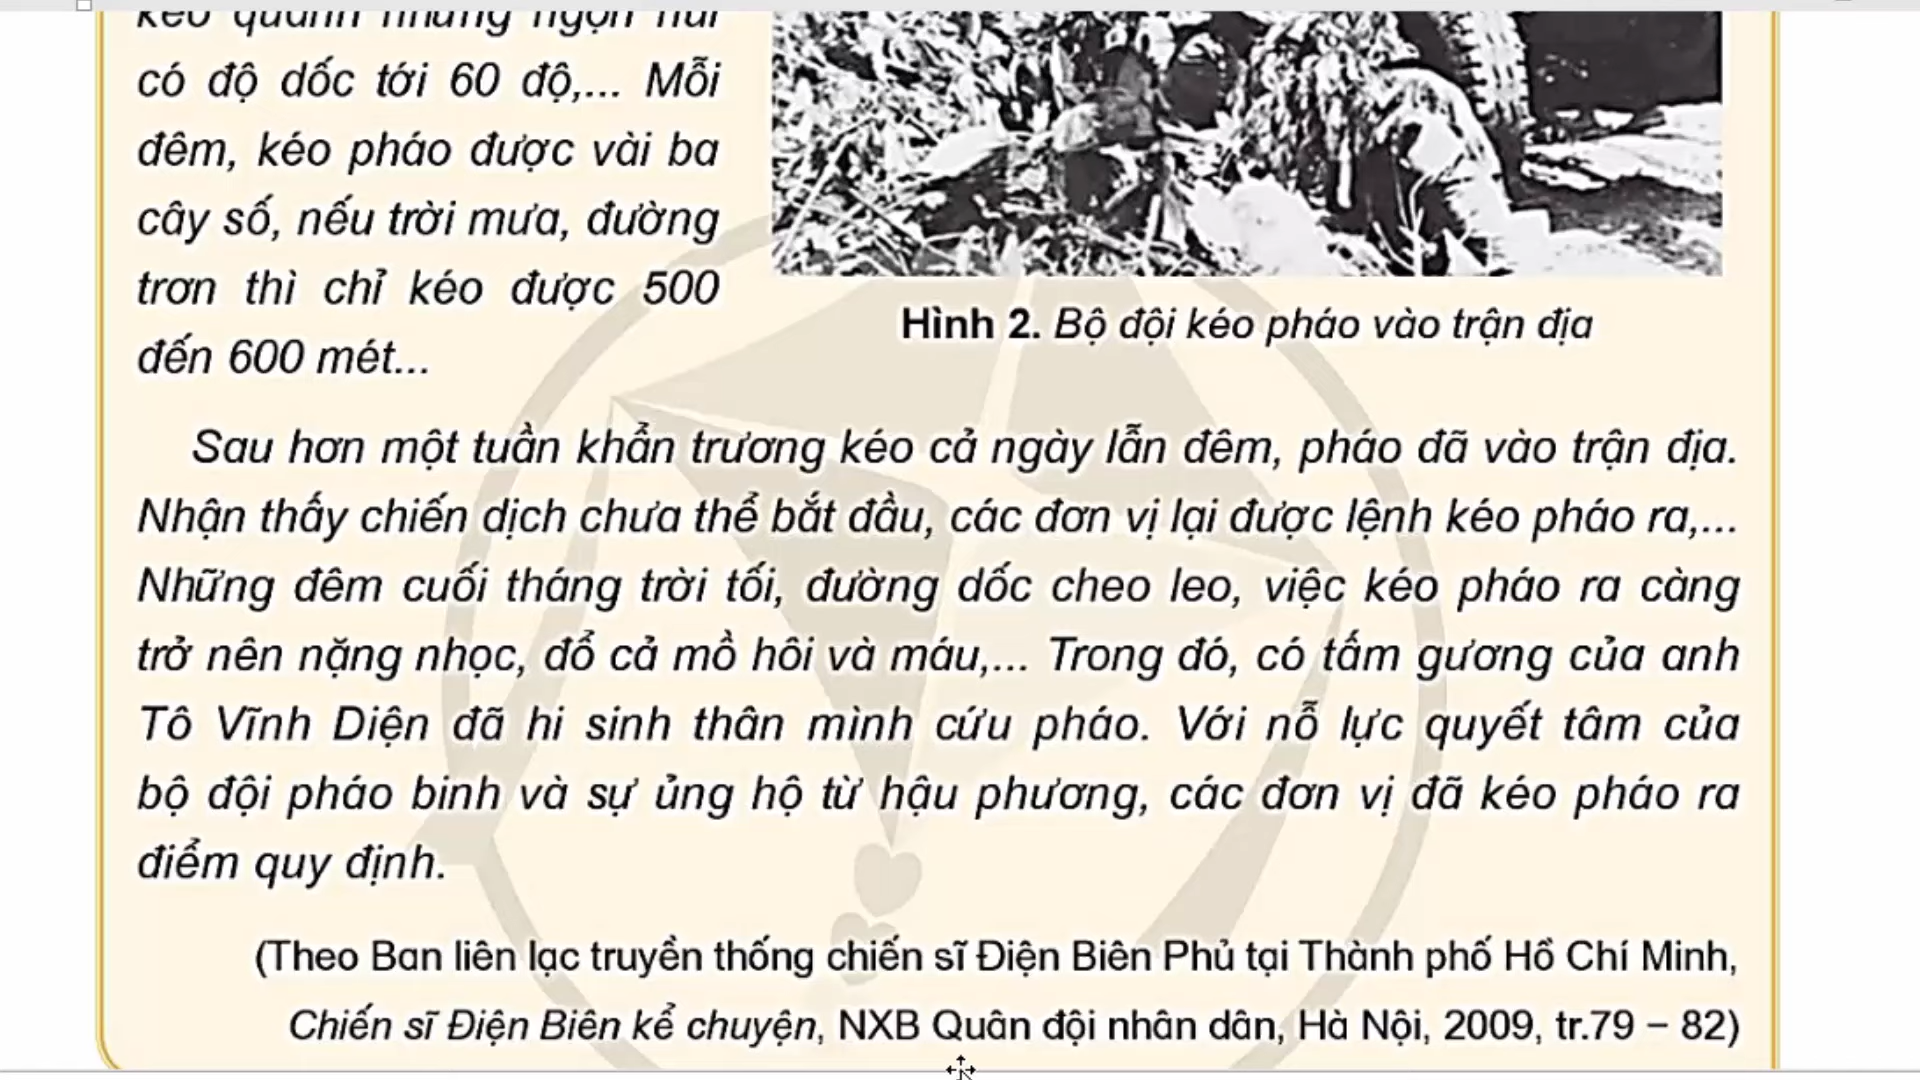 kéo quanh những ngọn núi
có độ dốc tới 60 độ,... Mỗi
đêm, kéo pháo được vài ba
cây số, nếu trời mưa, đường
trơn thì chỉ kéo được 500
đến 600 mét...
Hình 2. Bộ đội kéo pháo vào trận địa
Sau hơn một tuần khẩn trương kéo cả ngày lẫn đêm, pháo đã vào trận địa.
Nhận thấy chiến dịch chưa thể bắt đầu, các đơn vị lại được lệnh kéo pháo ra,...
Những đêm cuối tháng trời tối, đường dốc cheo leo, việc kéo pháo ra càng
trở nên nặng nhọc, đổ cả mồ hôi và máu,... Trong đó, có tấm gương của anh
Tô Vĩnh Diện đã hi sinh thân mình cứu pháo. Với nỗ lực quyết tâm của
bộ đội pháo binh và sự ủng hộ từ hậu phương, các đơn vị đã kéo pháo ra
điểm quy định.
(Theo Ban liên lạc truyền thống chiến sĩ Điện Biên Phủ tại Thành phố Hồ Chí Minh,
Chiến sĩ Điện Biên kể chuyện, NXB Quân đội nhân dân, Hà Nội, 2009, tr.79 – 82)